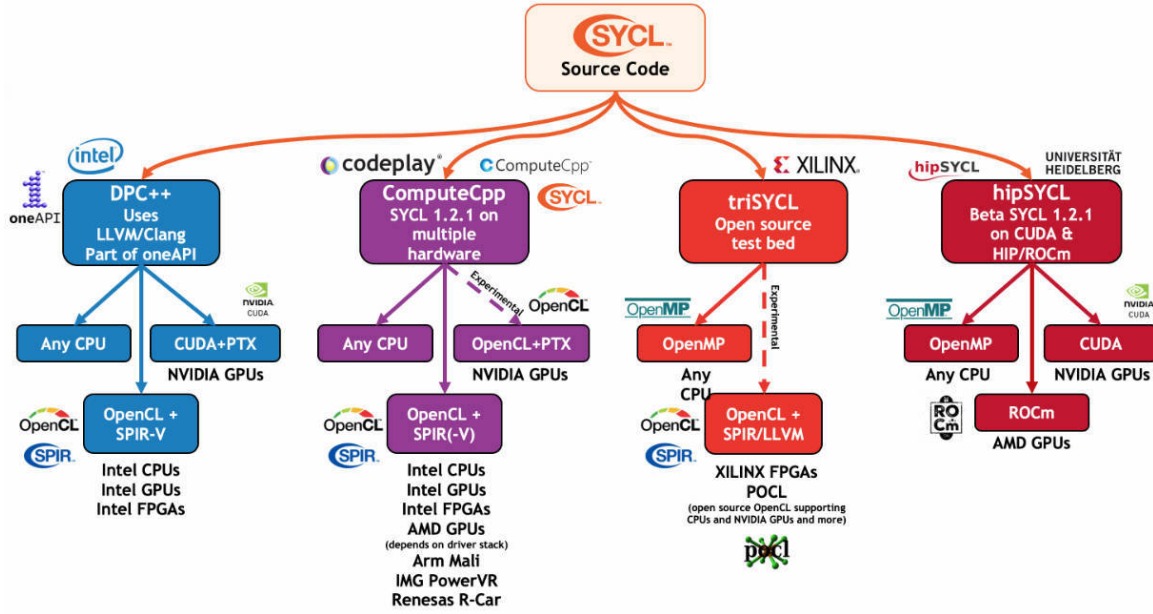 SYCL™
Source Code
intel
oneAPI
DPC++
Uses
LLVM/Clang
Part of oneAPI
NVIDIA
CUDA
Any CPU
CUDA+PTX
NVIDIA GPUs
OpenCL
SPIR™
OpenCL +
SPIR-V
Intel CPUs
Intel GPUs
Intel FPGAs
codeplay®
ComputeCpp™
SYCL™
ComputeCpp
SYCL 1.2.1 on
multiple
hardware
Experimental
OpenCL
Any CPU
OpenCL+PTX
NVIDIA GPUs
OpenCL
SPIR™
OpenCL +
SPIR(-V)
Intel CPUs
Intel GPUs
Intel FPGAs
AMD GPUs
(depends on driver stack)
Arm Mali
IMG PowerVR
Renesas R-Car
XILINX®
triSYCL
Open source
test bed
Experimental
OpenMP
OpenMP
Any
CPU
OpenCL
SPIR™
OpenCL +
SPIR/LLVM
XILINX FPGAs
POCL
(open source OpenCL supporting
CPUs and NVIDIA GPUs and more)
pocl
hipSYCL
UNIVERSITÄT
HEIDELBERG
hipSYCL
Beta SYCL 1.2.1
on CUDA &
HIP/ROCm
OpenMP
NVIDIA
CUDA
OpenMP
CUDA
Any CPU
NVIDIA GPUs
ROCm
ROCm
AMD GPUs